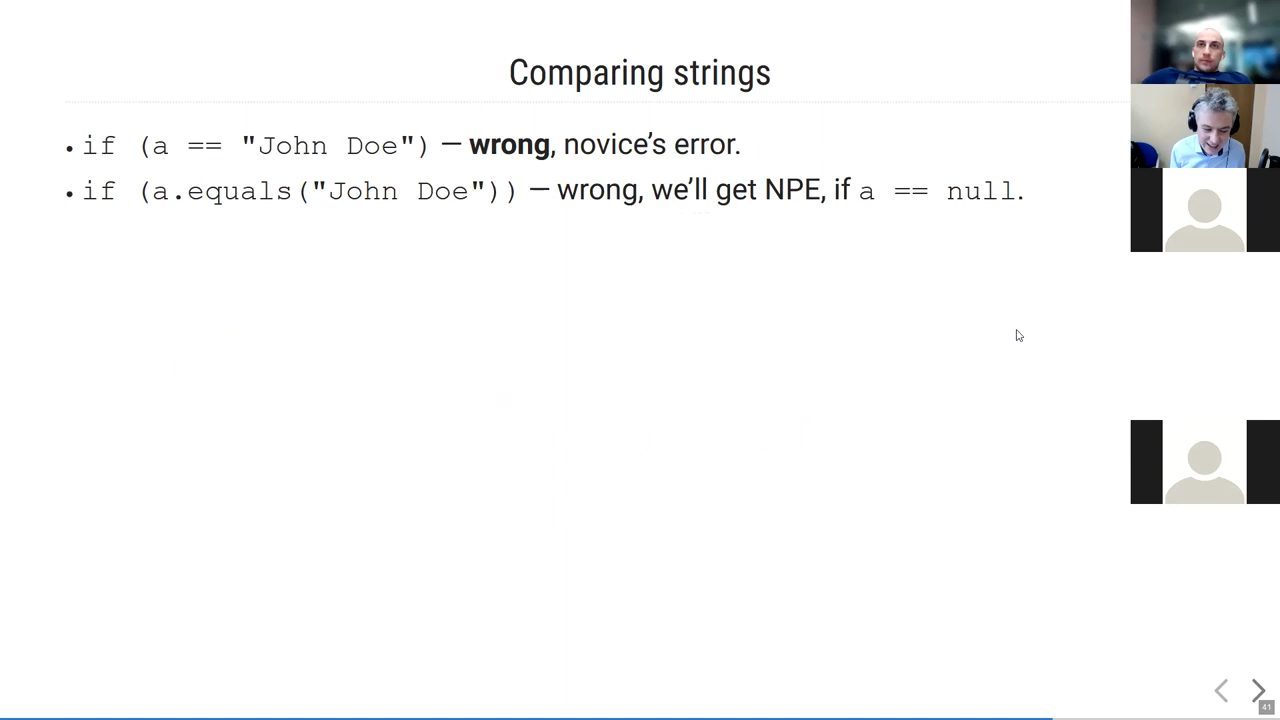 Comparing strings
• if (a == "John Doe") — wrong, novice’s error.
• if (a.equals("John Doe")) — wrong, we’ll get NPE, if a == null.
41